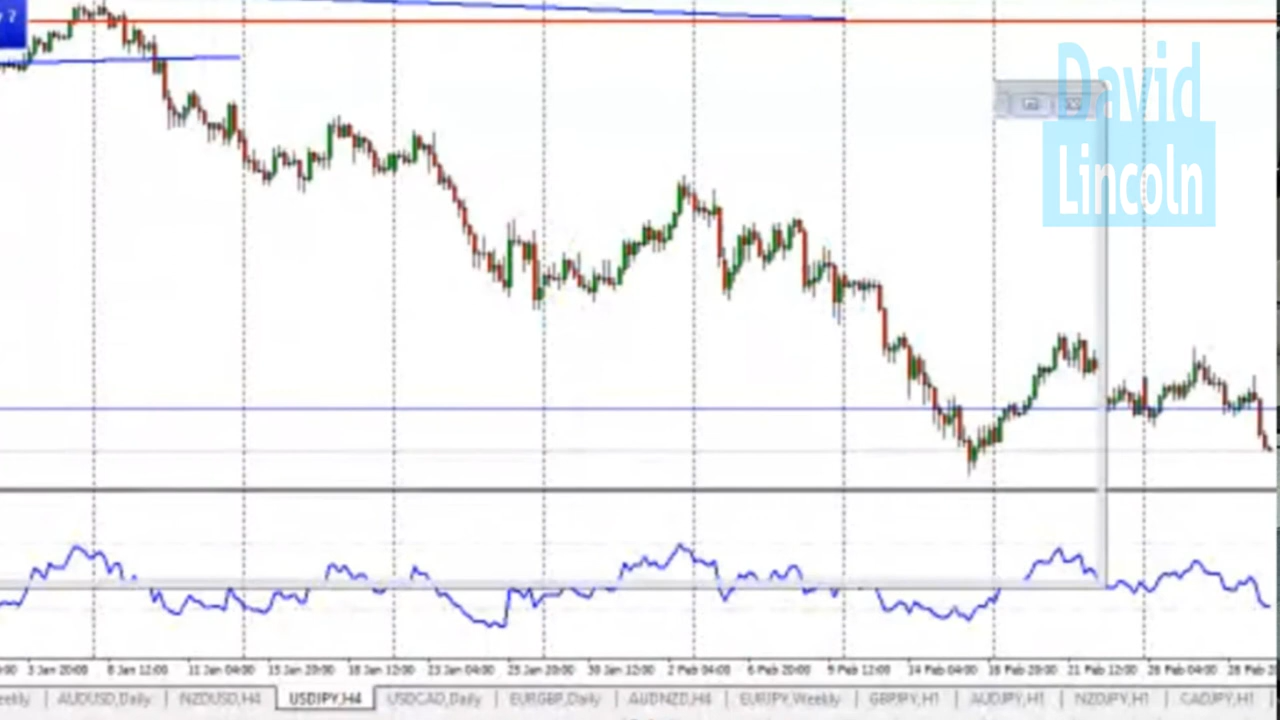 7
David
Lincoln
3 Jan 20:00 8 Jan 12:00 11 Jan 04:00 15 Jan 20:00 18 Jan 12:00 23 Jan 04:00 25 Jan 20:00 30 Jan 12:00 2 Feb 04:00 6 Feb 20:00 9 Feb 12:00 14 Feb 04:00 16 Feb 20:00 21 Feb 12:00 26 Feb 04:00 28 Feb
AUDUSD,Daily NZDUSD,H4 USDJPY,H4 USDCAD,Daily EURGBP,Daily AUDNZD,H4 EURJPY,Weekly GBPJPY,H1 AUDJPY,H1 NZDJPY,H1 CADJPY,H1